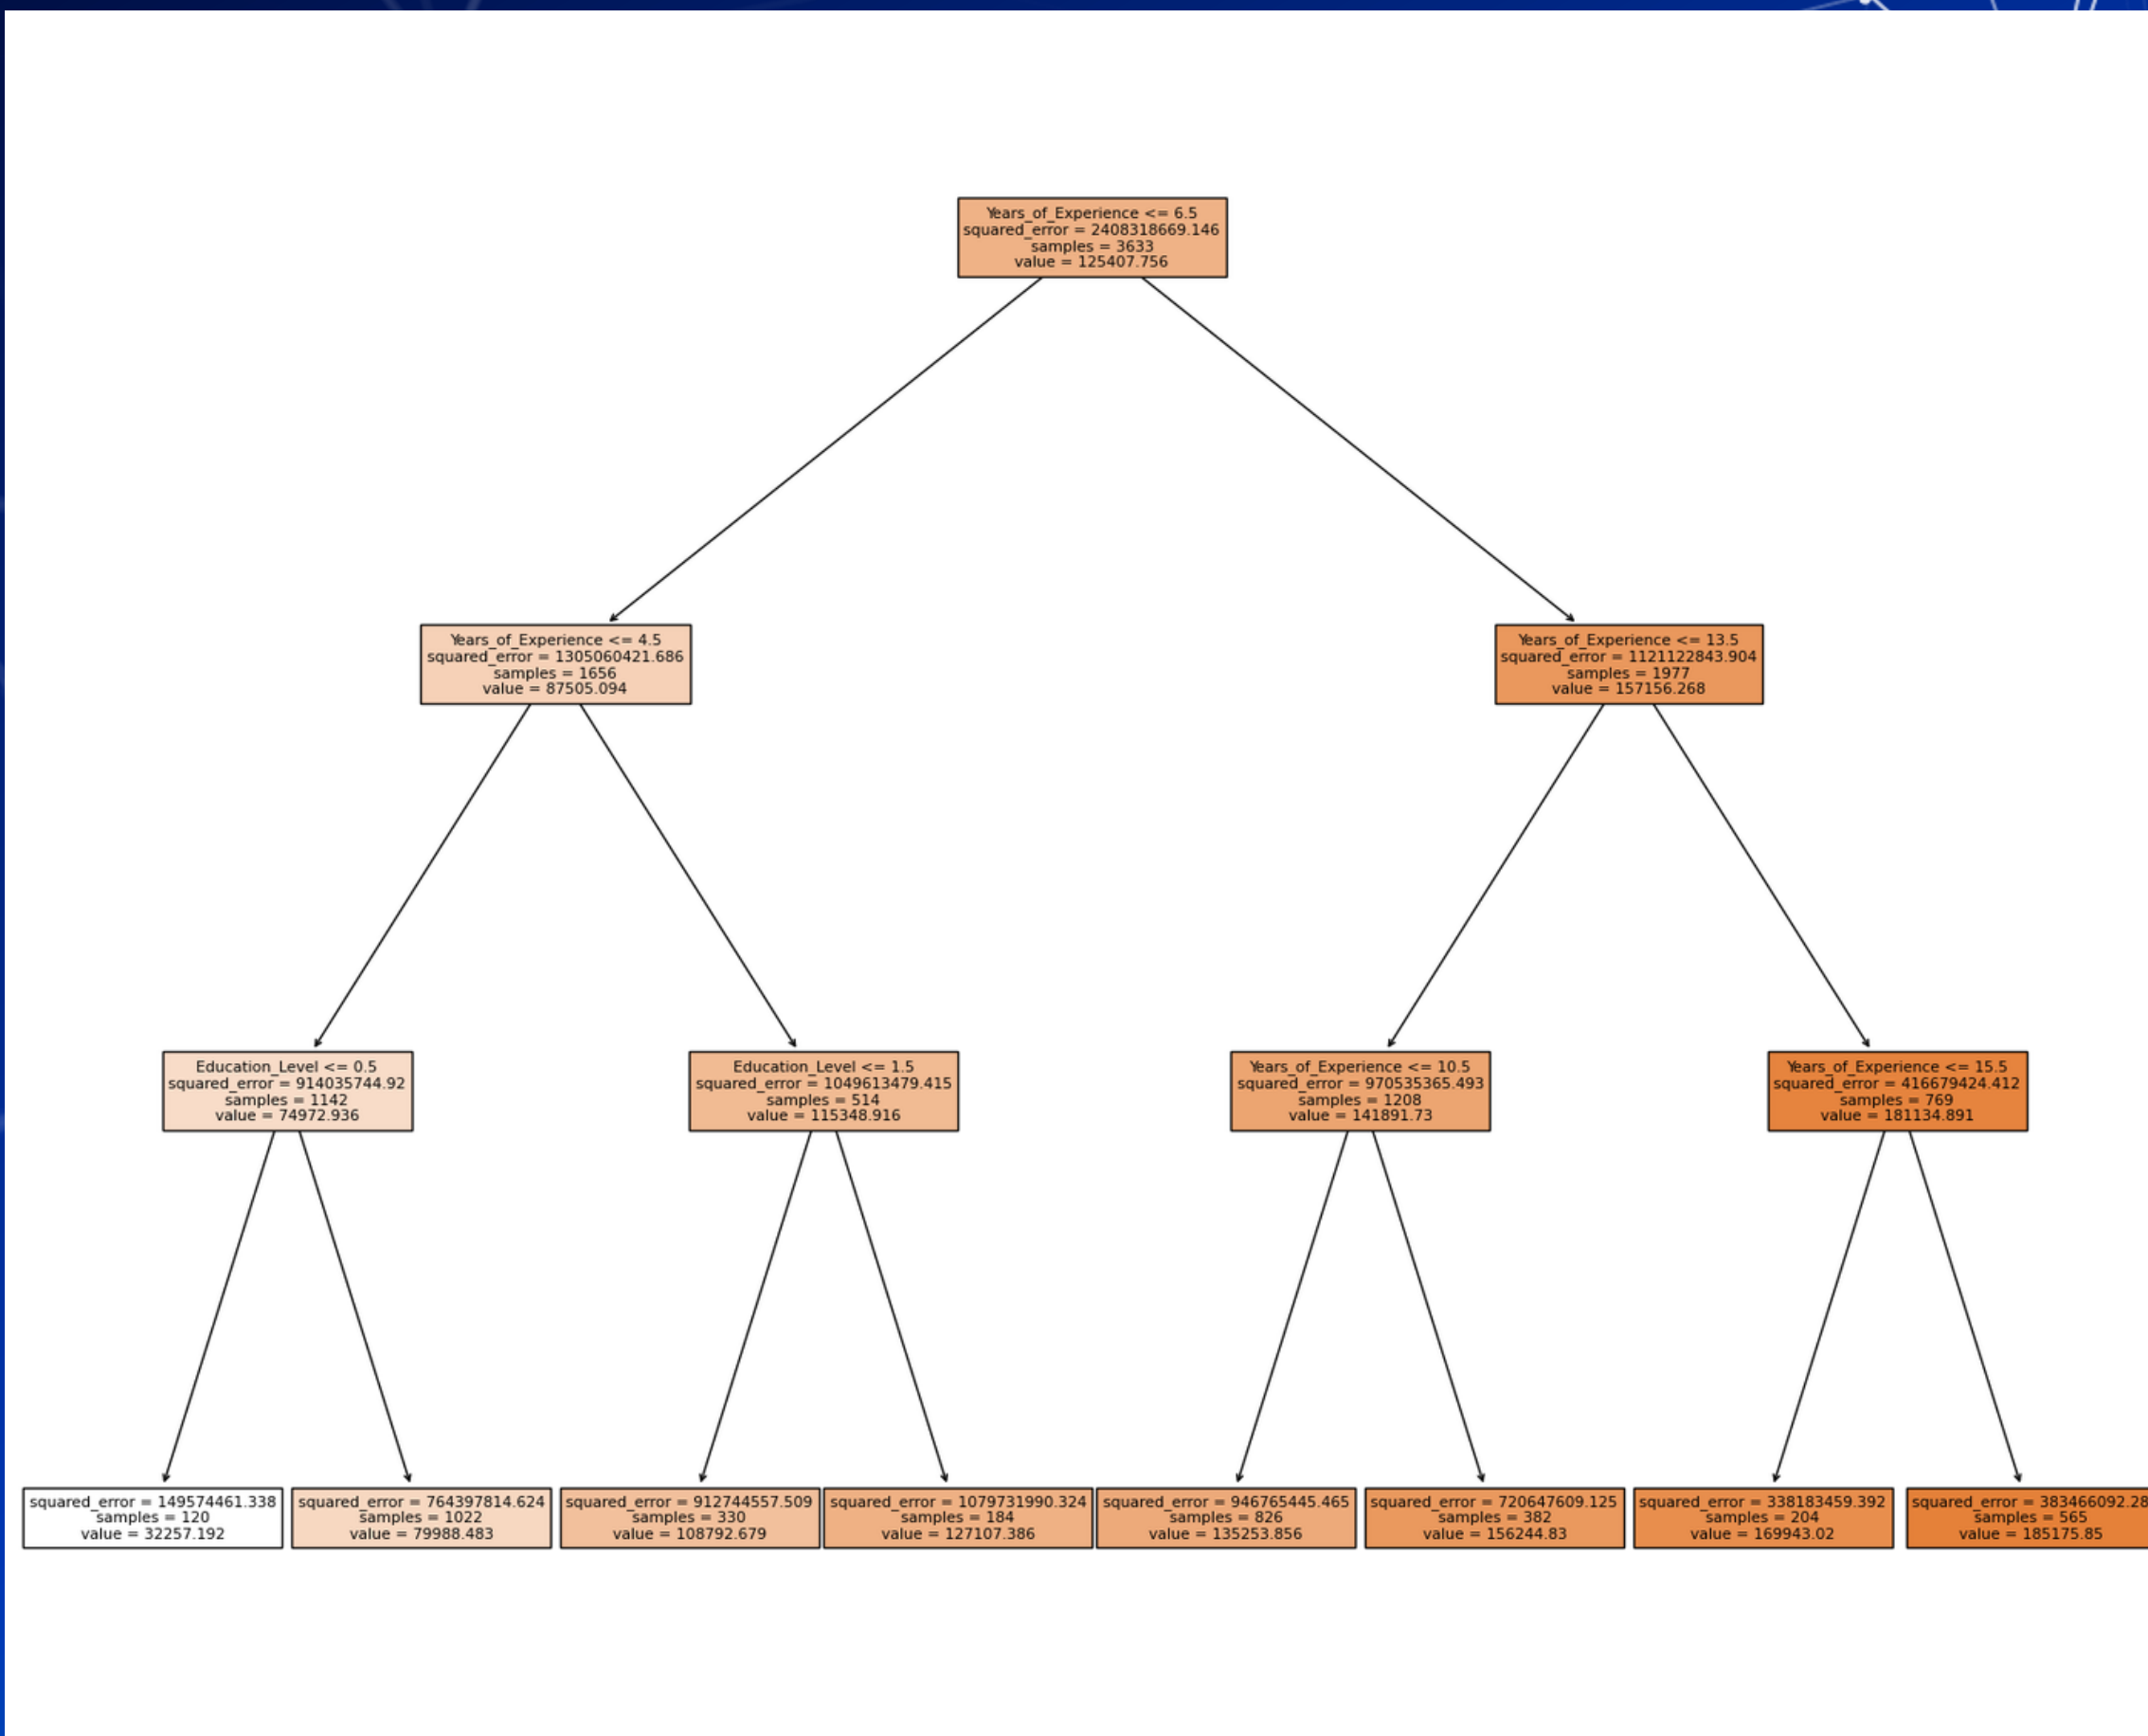 Years_of_Experience <= 6.5
squared_error = 2408318669.146
samples = 3633
value = 125407.756
Years_of_Experience <= 4.5
squared_error = 1305060421.686
samples = 1656
value = 87505.094
Years_of_Experience <= 13.5
squared_error = 1121122843.904
samples = 1977
value = 157156.268
Education_Level <= 0.5
squared_error = 914035744.92
samples = 1142
value = 74972.936
Education_Level <= 1.5
squared_error = 1049613479.415
samples = 514
value = 115348.916
Years_of_Experience <= 10.5
squared_error = 970535365.493
samples = 1208
value = 141891.73
Years_of_Experience <= 15.5
squared_error = 416679424.412
samples = 769
value = 181134.891
squared_error = 149574461.338
samples = 120
value = 32257.192
squared_error = 764397814.624
samples = 1022
value = 79988.483
squared_error = 912744557.509
samples = 330
value = 108792.679
squared_error = 1079731990.324
samples = 184
value = 127107.386
squared_error = 946765445.465
samples = 826
value = 135253.856
squared_error = 720647609.125
samples = 382
value = 156244.83
squared_error = 338183459.392
samples = 204
value = 169943.02
squared_error = 383466092.28
samples = 565
value = 185175.85